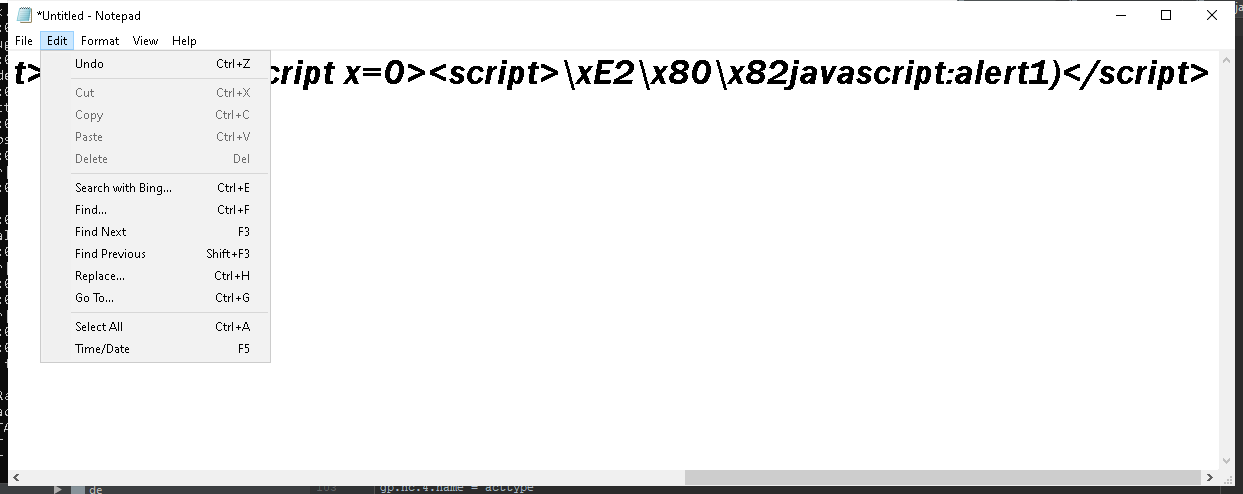 *Untitled - Notepad
File Edit Format View Help
t> cript x=0><script>\xE2\x80\x82javascript:alert1)</script>
Undo Ctrl+Z
Cut Ctrl+X
Copy Ctrl+C
Paste Ctrl+V
Delete Del
Search with Bing... Ctrl+E
Find... Ctrl+F
Find Next F3
Find Previous Shift+F3
Replace... Ctrl+H
Go To... Ctrl+G
Select All Ctrl+A
Time/Date F5
de
103 gp.nc.4.name = acttype